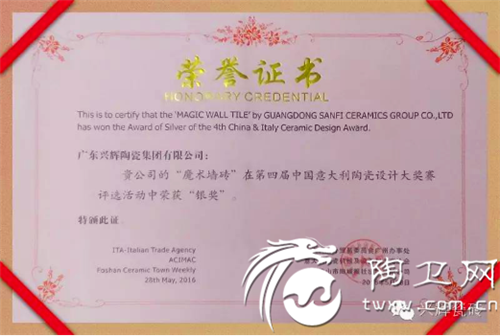 荣誉证书
HONORARY CREDENTIAL
This is to certify that the 'MAGIC WALL TILE' by GUANGDONG SANFI CERAMICS GROUP CO.,LTD
has won the Award of Silver of the 4th China & Italy Ceramic Design Award.
广东兴辉陶瓷集团有限公司：
贵公司的“魔术墙砖”在第四届中国意大利陶瓷设计大奖赛
评选活动中荣获“银奖”。
特颁此证。
ITA-Italian Trade Agency
ACIMAC
Foshan Ceramic Town Weekly
28th May, 2016
陶卫网
www.twxw.com.cn